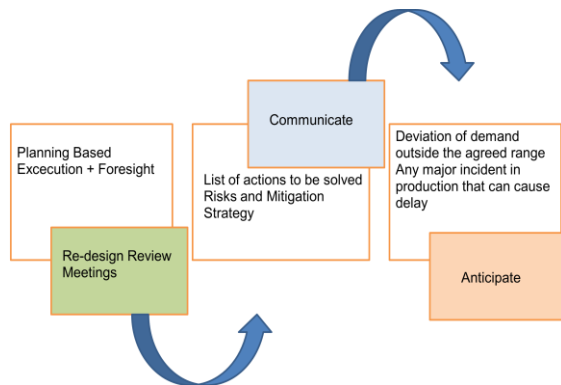 Planning Based
Excecution + Foresight
Re-design Review
Meetings
Communicate
List of actions to be solved
Risks and Mitigation
Strategy
Deviation of demand
outside the agreed range
Any major incident in
production that can cause
delay
Anticipate